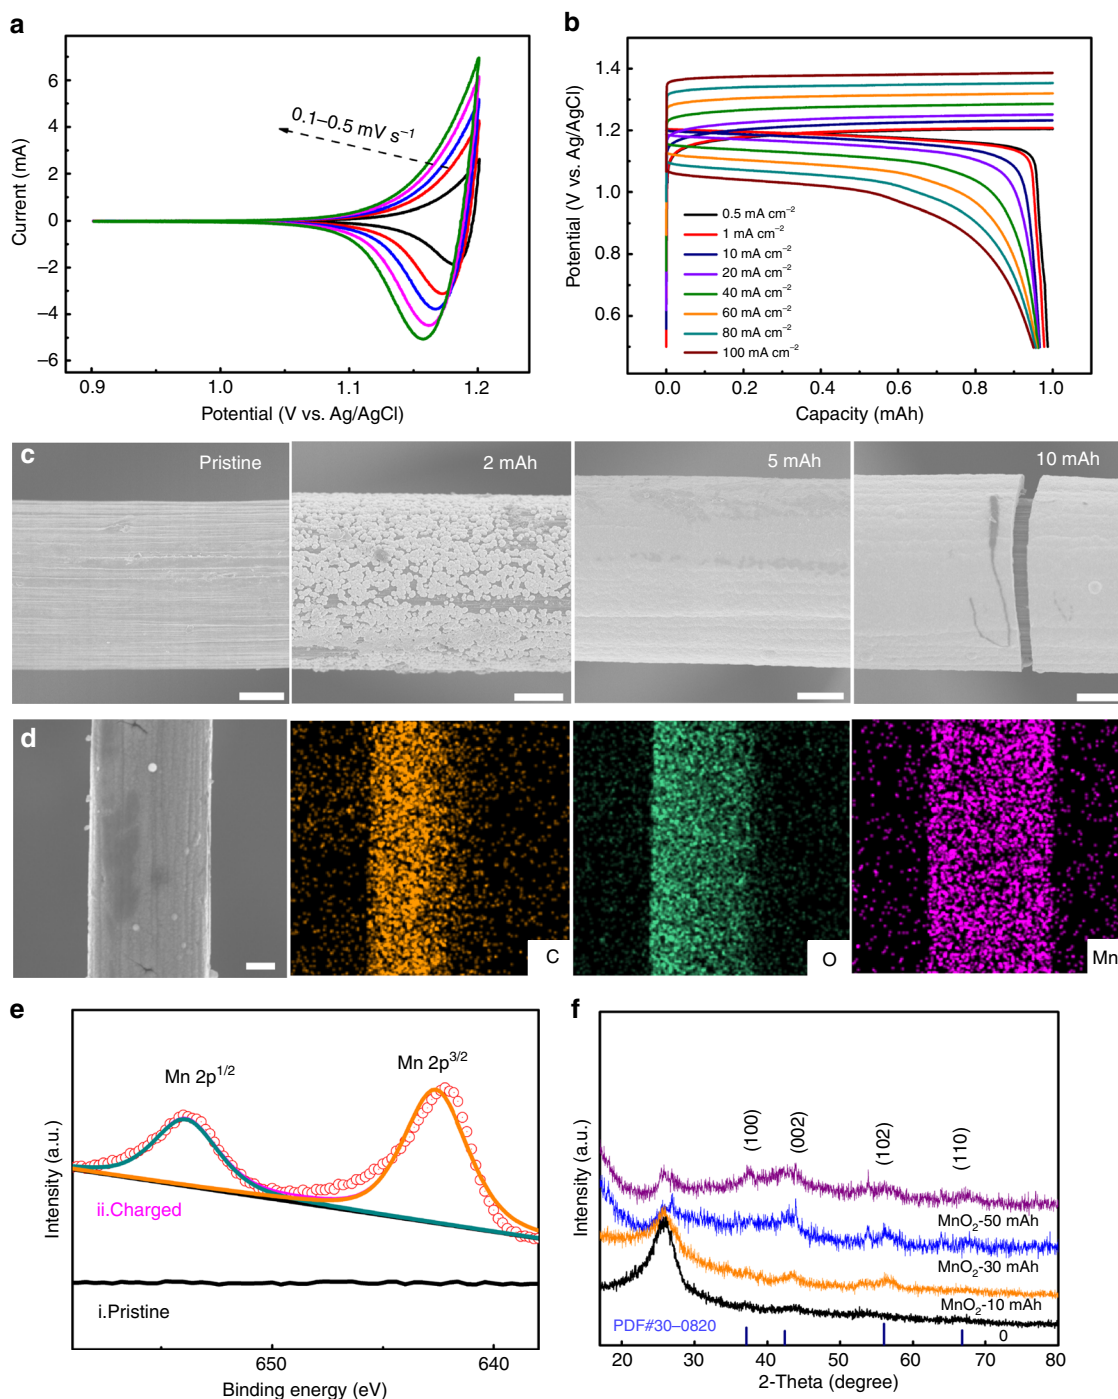 a
6
4
2
0
−2
−4
−6
Current (mA)
0.1–0.5 mV s⁻¹
0.9
1.0
1.1
1.2
Potential (V vs. Ag/AgCl)
b
1.4
1.2
1.0
0.8
0.6
Potential (V vs. Ag/AgCl)
0.5 mA cm⁻²
1 mA cm⁻²
10 mA cm⁻²
20 mA cm⁻²
40 mA cm⁻²
60 mA cm⁻²
80 mA cm⁻²
100 mA cm⁻²
0.0
0.2
0.4
0.6
0.8
1.0
Capacity (mAh)
c
Pristine
2 mAh
5 mAh
10 mAh
d
C
O
Mn
e
Mn 2p¹/²
Mn 2p³/²
Intensity (a.u.)
ii.Charged
i.Pristine
650
640
Binding energy (eV)
f
(100)
(002)
(102)
(110)
Intensity (a.u.)
MnO₂-50 mAh
MnO₂-30 mAh
MnO₂-10 mAh
0
PDF#30–0820
20
30
40
50
60
70
80
2-Theta (degree)